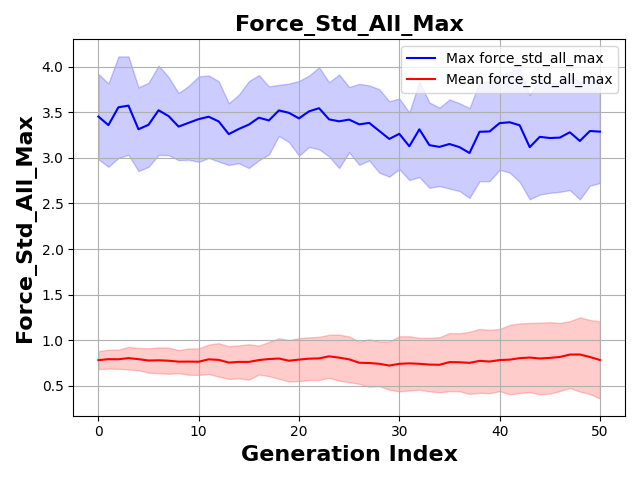 Force_Std_All_Max
Max force_std_all_max
Mean force_std_all_max
Force_Std_All_Max
4.0
3.5
3.0
2.5
2.0
1.5
1.0
0.5
0
10
20
30
40
50
Generation Index